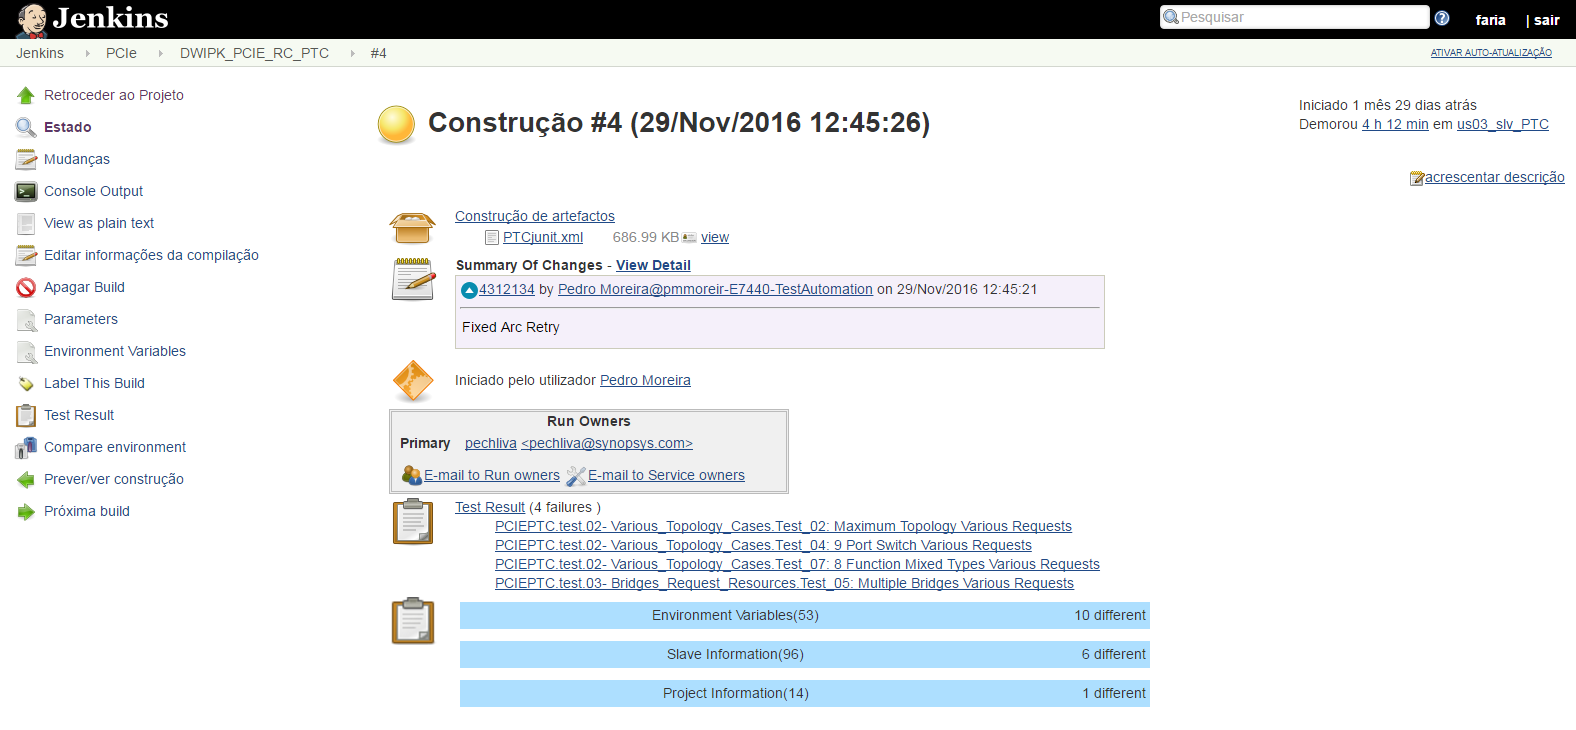 Jenkins
Pesquisar
faria | sair
Jenkins PCIe DWIPK_PCIE_RC_PTC #4
ATIVAR AUTO-ATUALIZAÇÃO
Retroceder ao Projeto
Estado
Mudanças
Console Output
View as plain text
Editar informações da compilação
Apagar Build
Parameters
Environment Variables
Label This Build
Test Result
Compare environment
Prever/ver construção
Próxima build
Construção #4 (29/Nov/2016 12:45:26)
Iniciado 1 mês 29 dias atrás
Demorou 4 h 12 min em us03_slv_PTC
acrescentar descrição
Construção de artefactos
PTCjunit.xml 686.99 KB view
Summary Of Changes - View Detail
4312134 by Pedro Moreira@pmmoreir-E7440-TestAutomation on 29/Nov/2016 12:45:21
Fixed Arc Retry
Iniciado pelo utilizador Pedro Moreira
Run Owners
Primary pechliva <pechliva@synopsys.com>
E-mail to Run owners E-mail to Service owners
Test Result (4 failures )
PCIEPTC.test.02- Various_Topology_Cases.Test_02: Maximum Topology Various Requests
PCIEPTC.test.02- Various_Topology_Cases.Test_04: 9 Port Switch Various Requests
PCIEPTC.test.02- Various_Topology_Cases.Test_07: 8 Function Mixed Types Various Requests
PCIEPTC.test.03- Bridges_Request_Resources.Test_05: Multiple Bridges Various Requests
Environment Variables(53) 10 different
Slave Information(96) 6 different
Project Information(14) 1 different